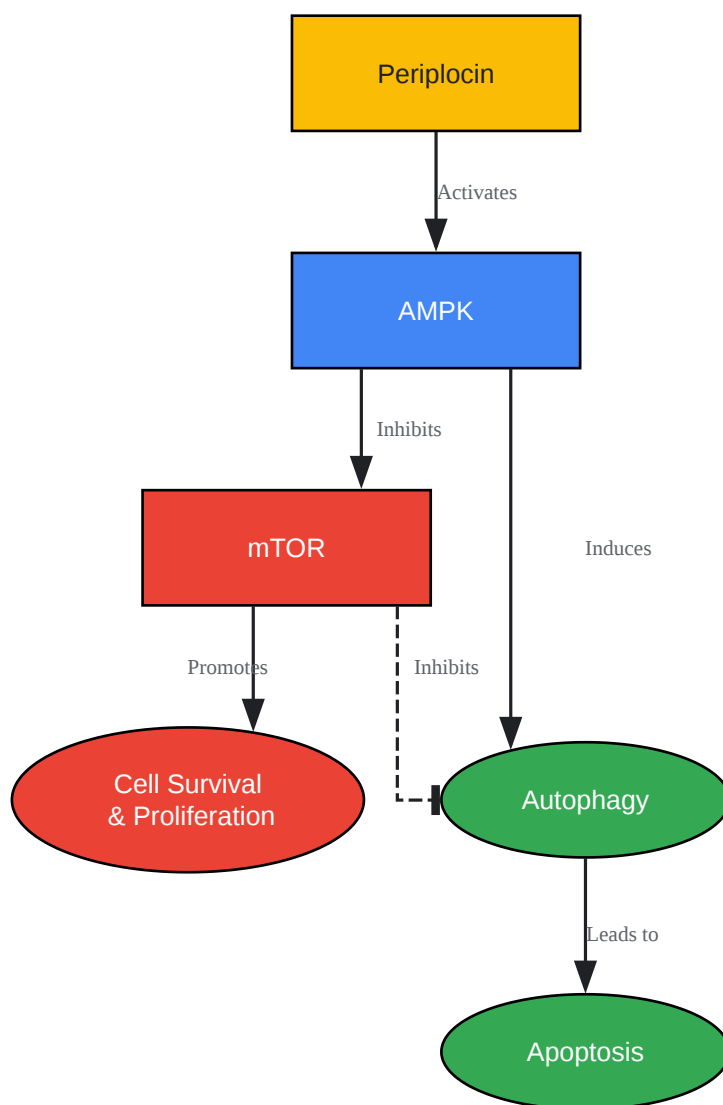 Periplocin
Activates
AMPK
Inhibits
mTOR
Induces
Promotes
Inhibits
Cell Survival
& Proliferation
Autophagy
Leads to
Apoptosis